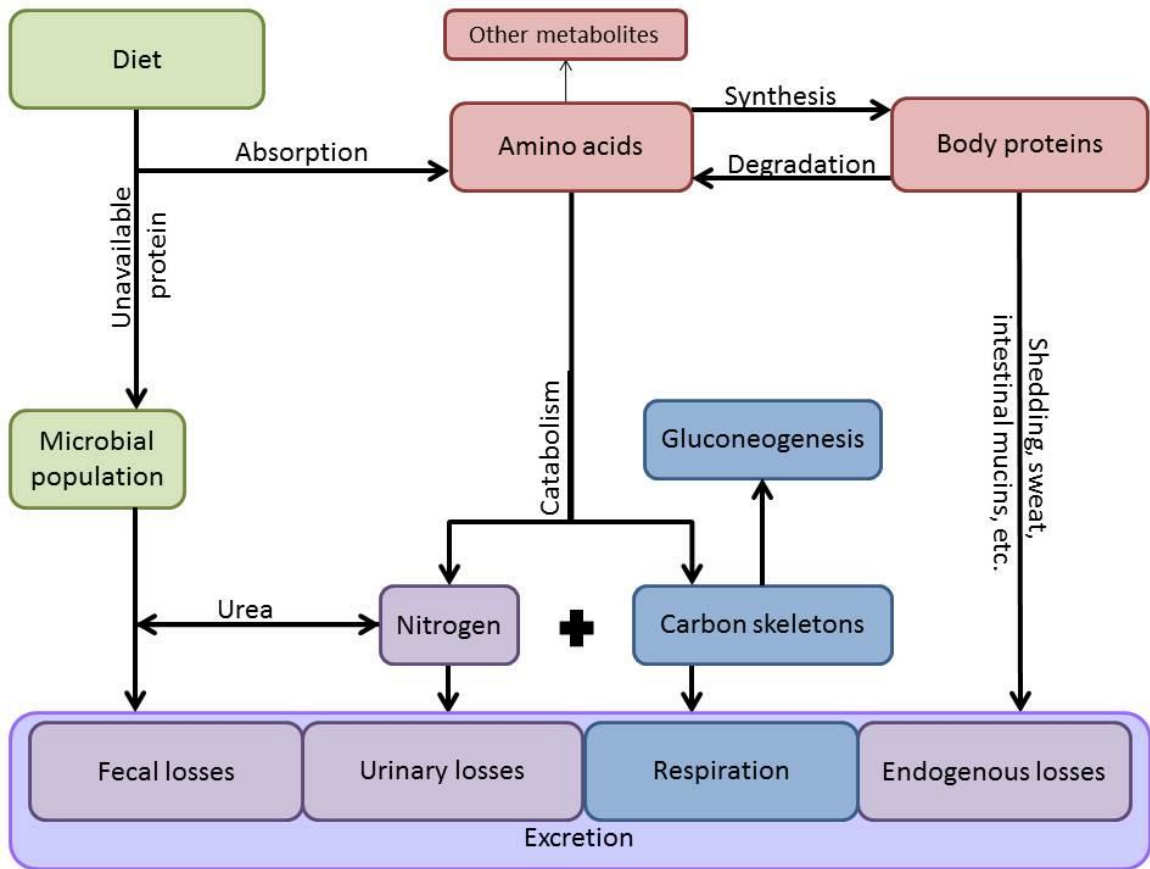 Other metabolites
Diet
Synthesis
Amino acids
Body proteins
Absorption
Degradation
Unavailable
protein
Shedding, sweat,
intestinal mucins, etc.
Microbial
population
Catabolism
Gluconeogenesis
Urea
Nitrogen
Carbon skeletons
Fecal losses
Urinary losses
Respiration
Endogenous losses
Excretion